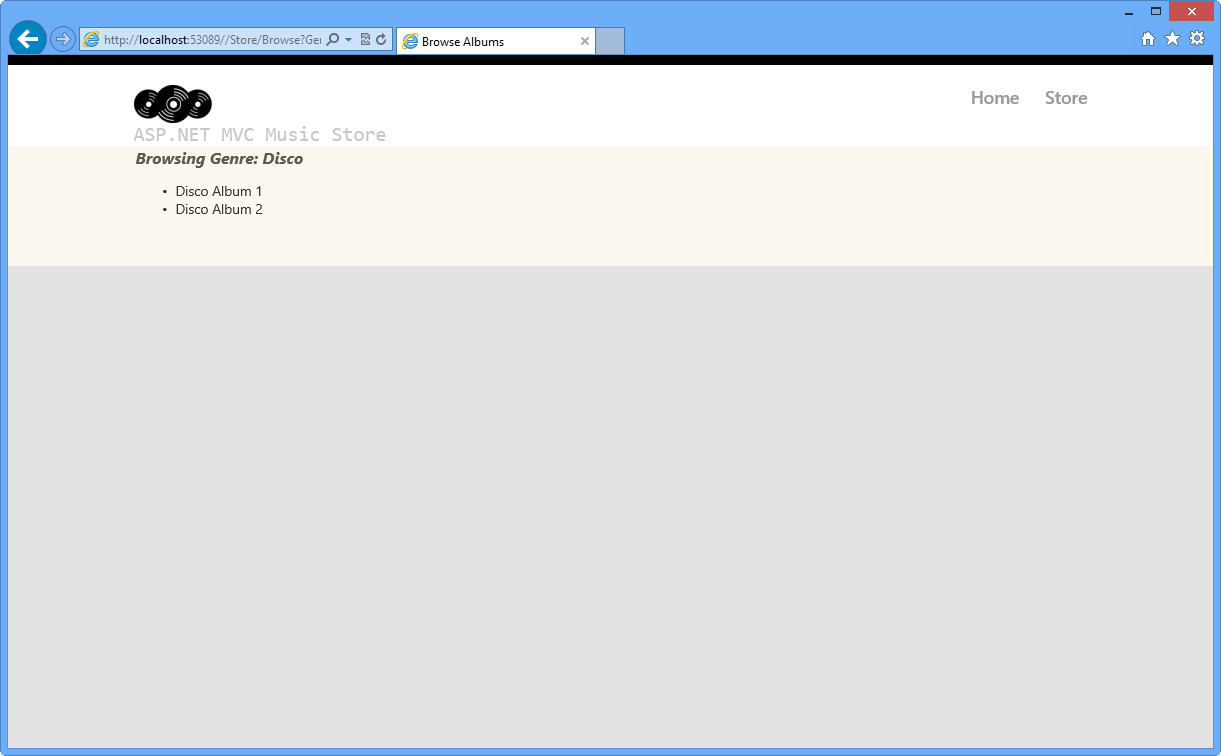 http://localhost:53089//Store/Browse?Ge
Browse Albums
Home Store
ASP.NET MVC Music Store
Browsing Genre: Disco
• Disco Album 1
• Disco Album 2